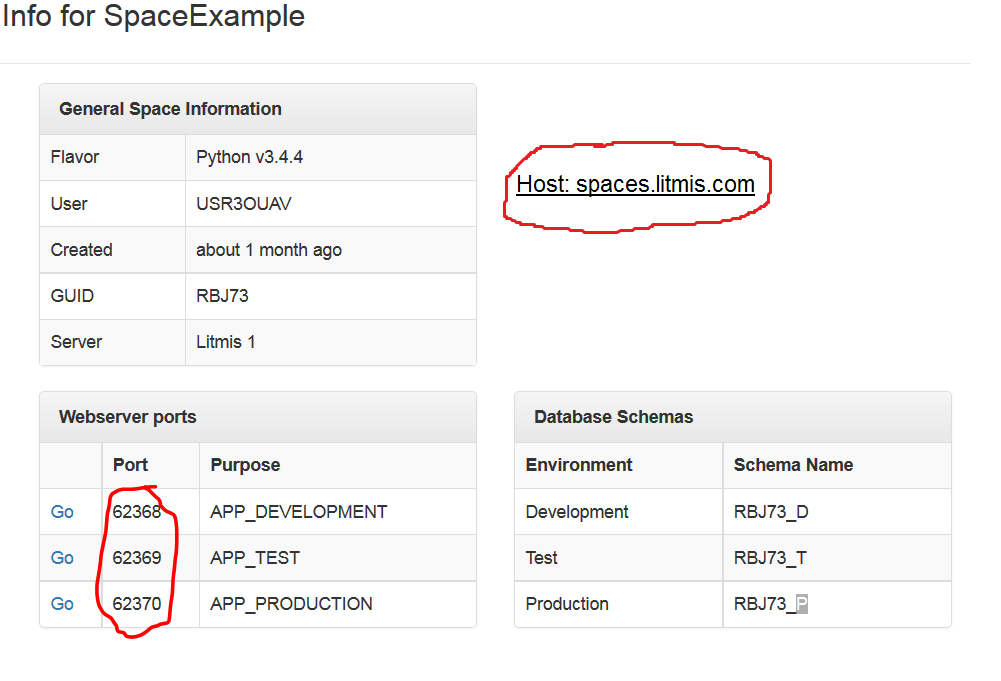 Info for SpaceExample
General Space Information
Flavor Python v3.4.4
User USR3OUAV
Created about 1 month ago
GUID RBJ73
Server Litmis 1
Host: spaces.litmis.com
Webserver ports
Port Purpose
Go 62368 APP_DEVELOPMENT
Go 62369 APP_TEST
Go 62370 APP_PRODUCTION
Database Schemas
Environment Schema Name
Development RBJ73_D
Test RBJ73_T
Production RBJ73_P